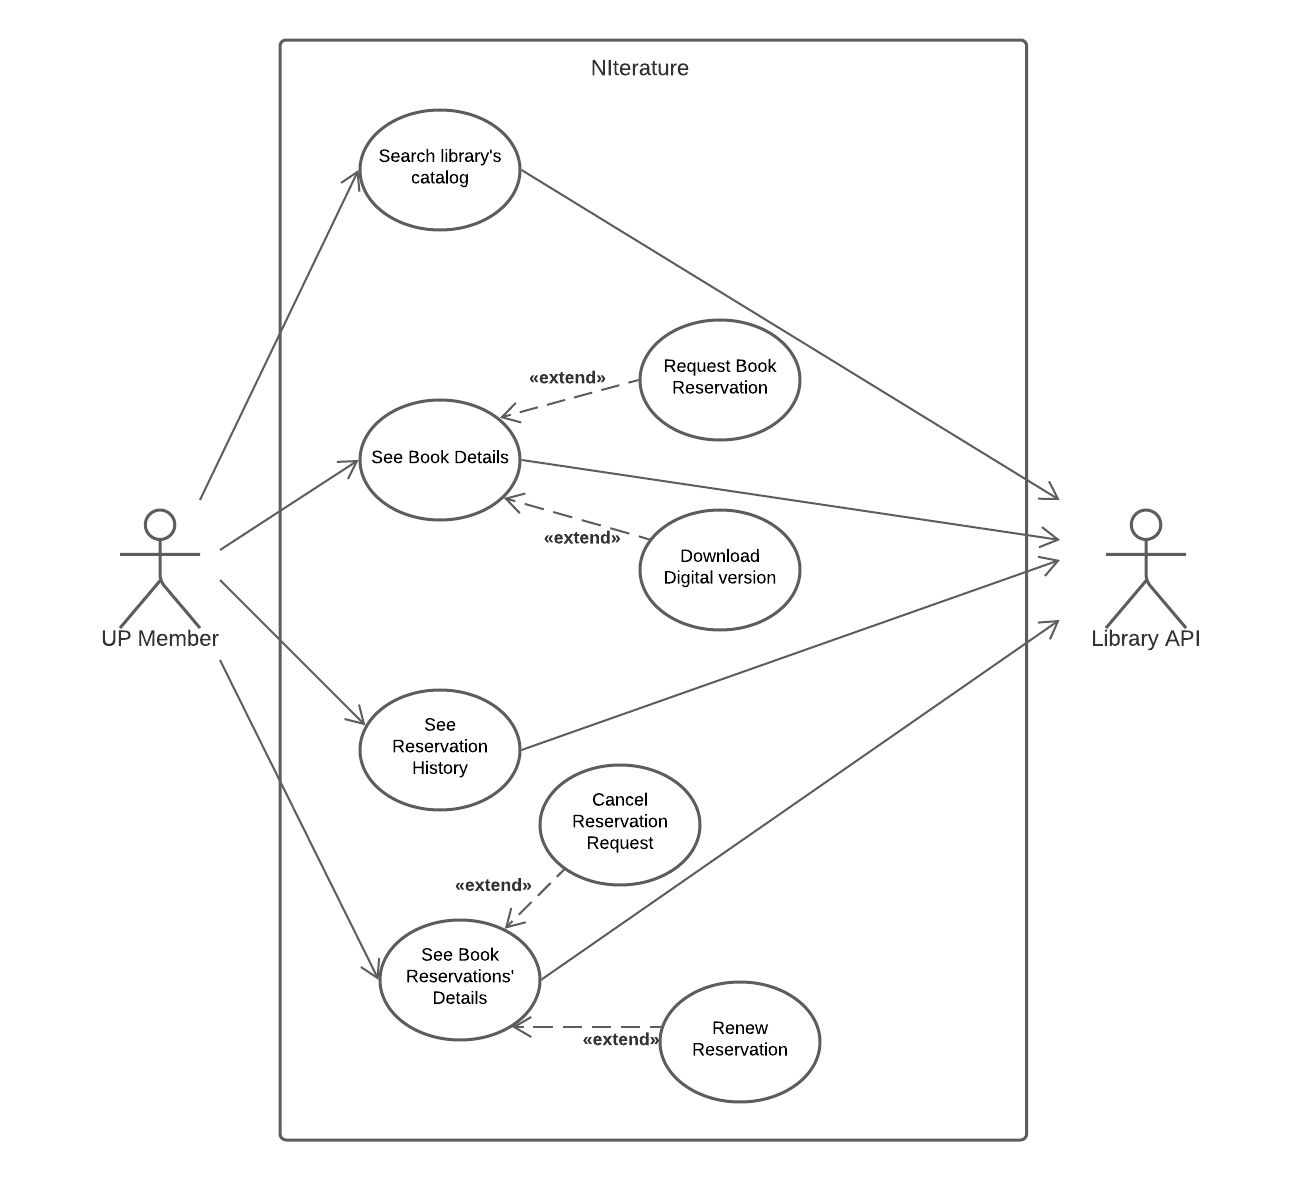 NIterature
Search library's
catalog
Request Book
Reservation
«extend»
See Book Details
«extend»
Download
Digital version
UP Member
Library API
See
Reservation
History
Cancel
Reservation
Request
«extend»
See Book
Reservations'
Details
«extend»
Renew
Reservation